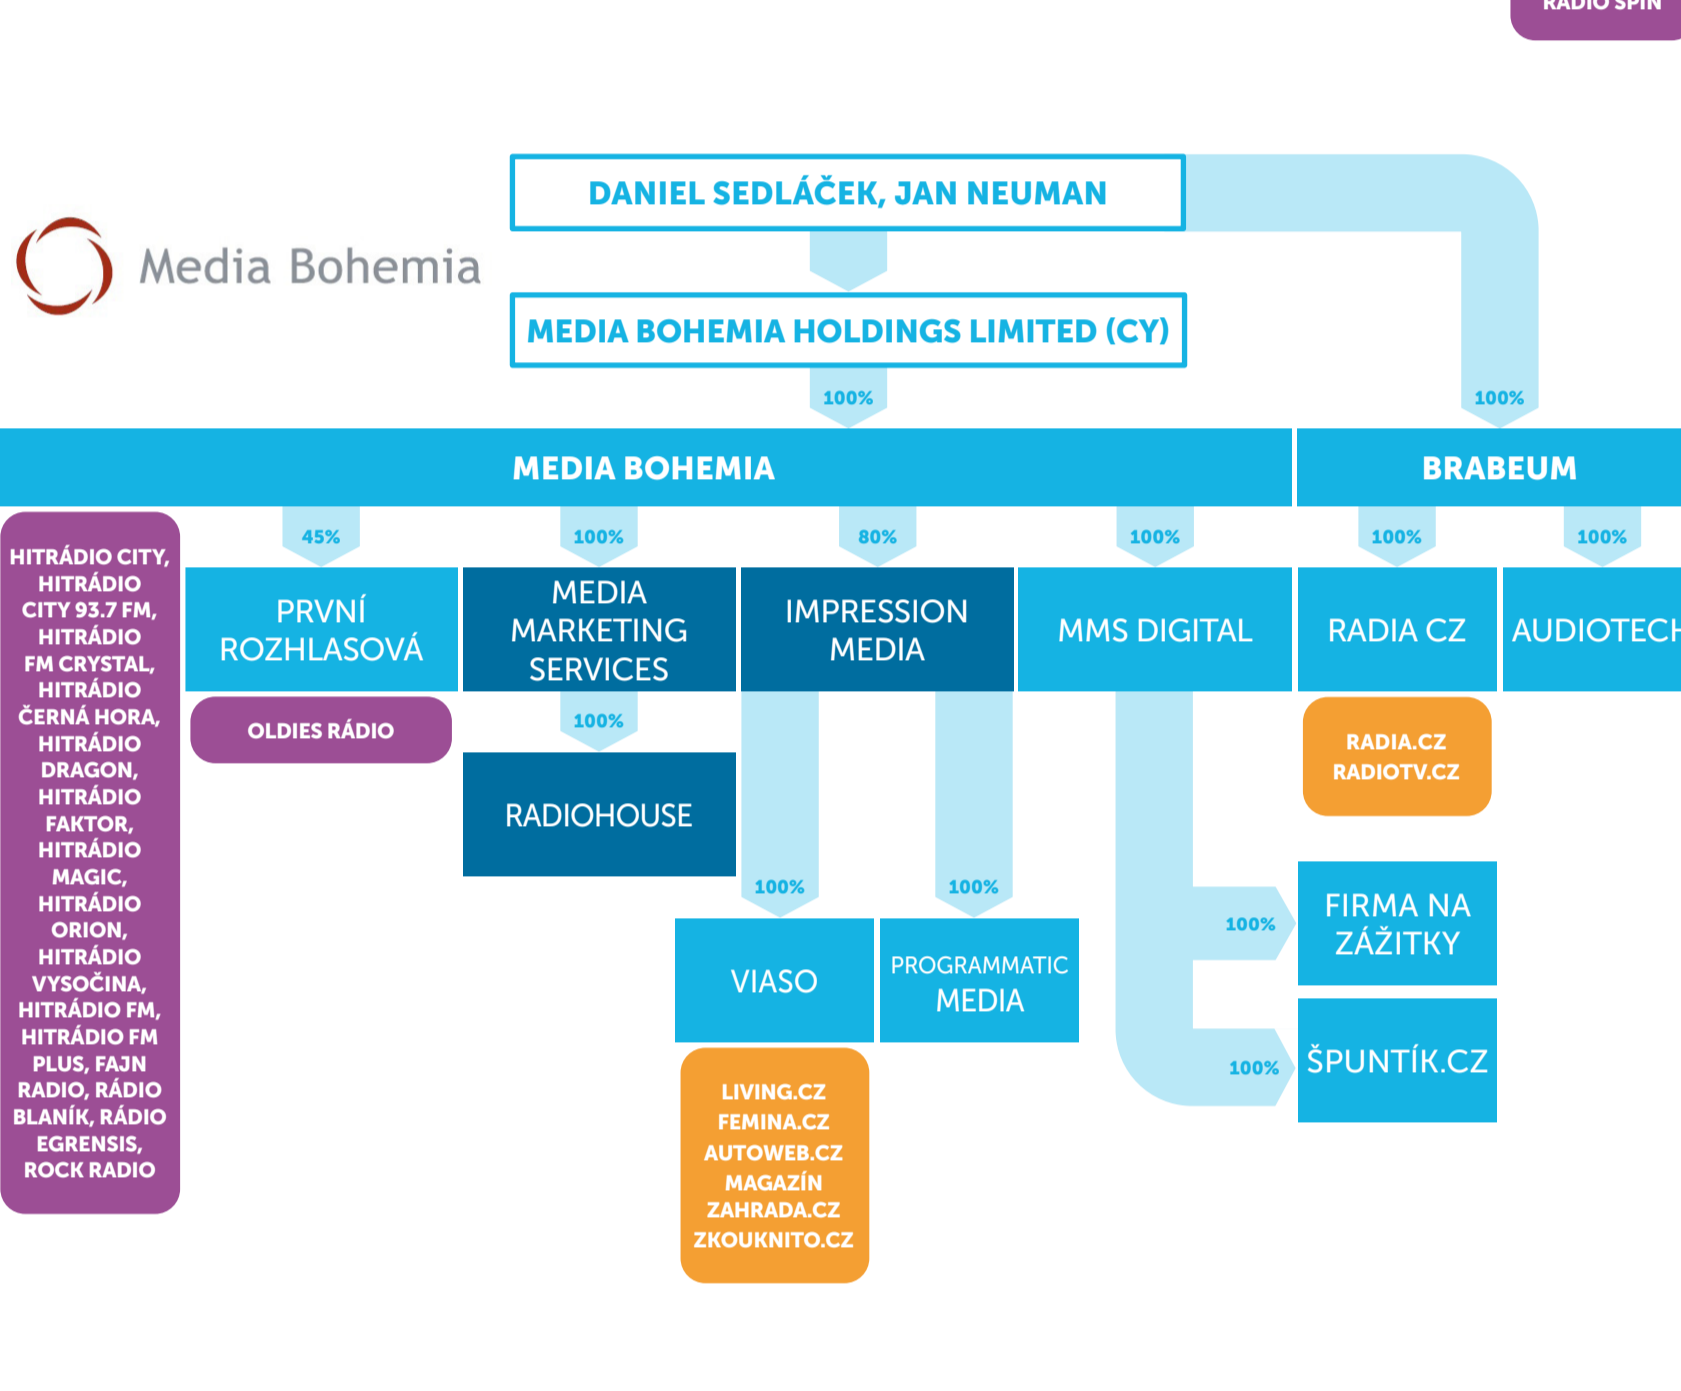 RADIO SPIN
DANIEL SEDLÁČEK, JAN NEUMAN
Media Bohemia
MEDIA BOHEMIA HOLDINGS LIMITED (CY)
100%
100%
MEDIA BOHEMIA
BRABEUM
HITRÁDIO CITY,
HITRÁDIO
CITY 93.7 FM,
HITRÁDIO
FM CRYSTAL,
HITRÁDIO
ČERNÁ HORA,
HITRÁDIO
DRAGON,
HITRÁDIO
FAKTOR,
HITRÁDIO
MAGIC,
HITRÁDIO
ORION,
HITRÁDIO
VYSOČINA,
HITRÁDIO FM,
HITRÁDIO FM
PLUS, FAJN
RADIO, RÁDIO
BLANÍK, RÁDIO
EGRENSIS,
ROCK RADIO
45%
100%
80%
100%
100%
100%
PRVNÍ
ROZHLASOVÁ
MEDIA
MARKETING
SERVICES
IMPRESSION
MEDIA
MMS DIGITAL
RADIA CZ
AUDIOTECH
OLDIES RÁDIO
100%
RADIOHOUSE
RADIA.CZ
RADIOTV.CZ
100%
100%
100%
FIRMA NA
ZÁŽITKY
VIASO
PROGRAMMATIC
MEDIA
100%
ŠPUNTÍK.CZ
LIVING.CZ
FEMINA.CZ
AUTOWEB.CZ
MAGAZÍN
ZAHRADA.CZ
ZKOUKNITO.CZ